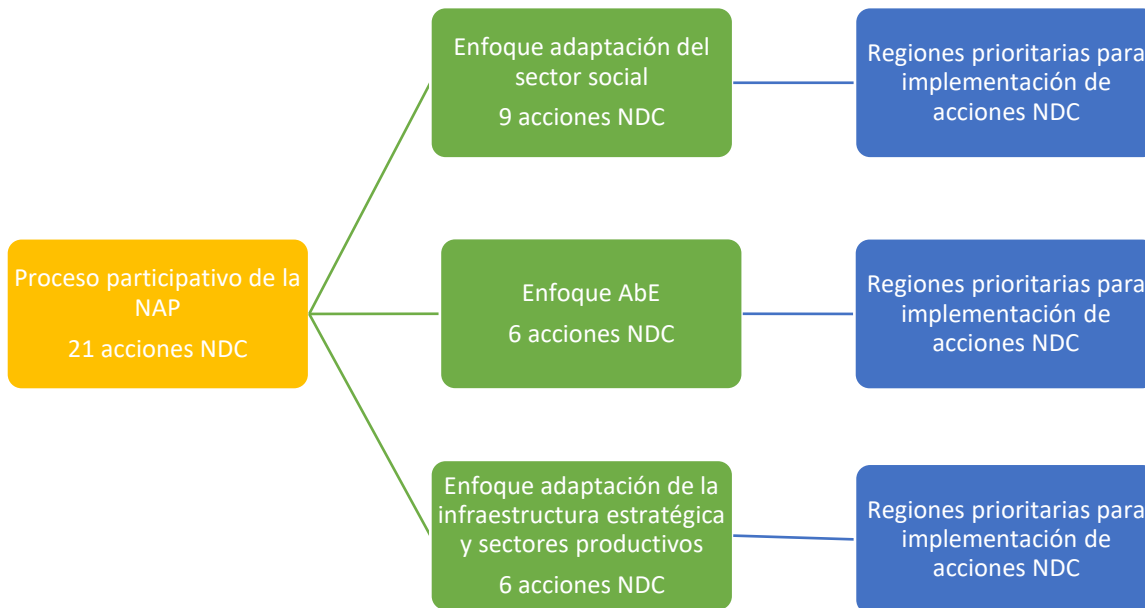 Enfoque adaptación del
sector social
9 acciones NDC
Regiones prioritarias para
implementación de
acciones NDC
Proceso participativo de la
NAP
21 acciones NDC
Enfoque AbE
6 acciones NDC
Regiones prioritarias para
implementación de
acciones NDC
Enfoque adaptación de la
infraestructura estratégica
y sectores productivos
6 acciones NDC
Regiones prioritarias para
implementación de
acciones NDC